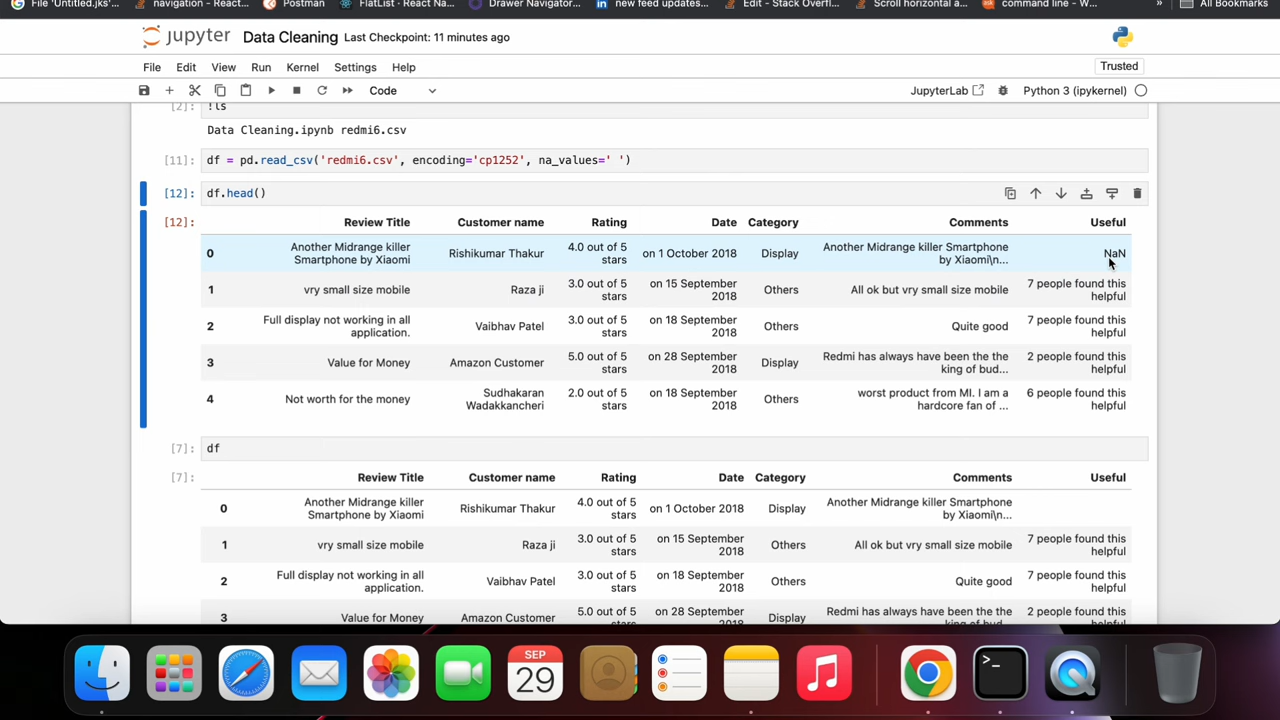 File 'Untitled.jks'... navigation - React... Postman FlatList - React Na... Drawer Navigator... new feed updates... Edit - Stack Overfl... Scroll horizontal a... command line - W... » All Bookmarks
jupyter Data Cleaning Last Checkpoint: 11 minutes ago
File Edit View Run Kernel Settings Help Trusted
Code JupyterLab Python 3 (ipykernel)
[2]: !ls
Data Cleaning.ipynb redmi6.csv
[11]: df = pd.read_csv('redmi6.csv', encoding='cp1252', na_values=' ')
[12]: df.head()
[12]: Review Title Customer name Rating Date Category Comments Useful
0 Another Midrange killer Smartphone by Xiaomi Rishikumar Thakur 4.0 out of 5 stars on 1 October 2018 Display Another Midrange killer Smartphone by Xiaomi\n... NaN
1 vry small size mobile Raza ji 3.0 out of 5 stars on 15 September 2018 Others All ok but vry small size mobile 7 people found this helpful
2 Full display not working in all application. Vaibhav Patel 3.0 out of 5 stars on 18 September 2018 Others Quite good 7 people found this helpful
3 Value for Money Amazon Customer 5.0 out of 5 stars on 28 September 2018 Display Redmi has always have been the the king of bud... 2 people found this helpful
4 Not worth for the money Sudhakaran Wadakkancheri 2.0 out of 5 stars on 18 September 2018 Others worst product from MI. I am a hardcore fan of ... 6 people found this helpful
[7]: df
[7]: Review Title Customer name Rating Date Category Comments Useful
0 Another Midrange killer Smartphone by Xiaomi Rishikumar Thakur 4.0 out of 5 stars on 1 October 2018 Display Another Midrange killer Smartphone by Xiaomi\n...
1 vry small size mobile Raza ji 3.0 out of 5 stars on 15 September 2018 Others All ok but vry small size mobile 7 people found this helpful
2 Full display not working in all application. Vaibhav Patel 3.0 out of 5 stars on 18 September 2018 Others Quite good 7 people found this helpful
3 Value for Money Amazon Customer 5.0 out of 5 stars on 28 September 2018 Display Redmi has always have been the the king of bud... 2 people found this
SEP
29